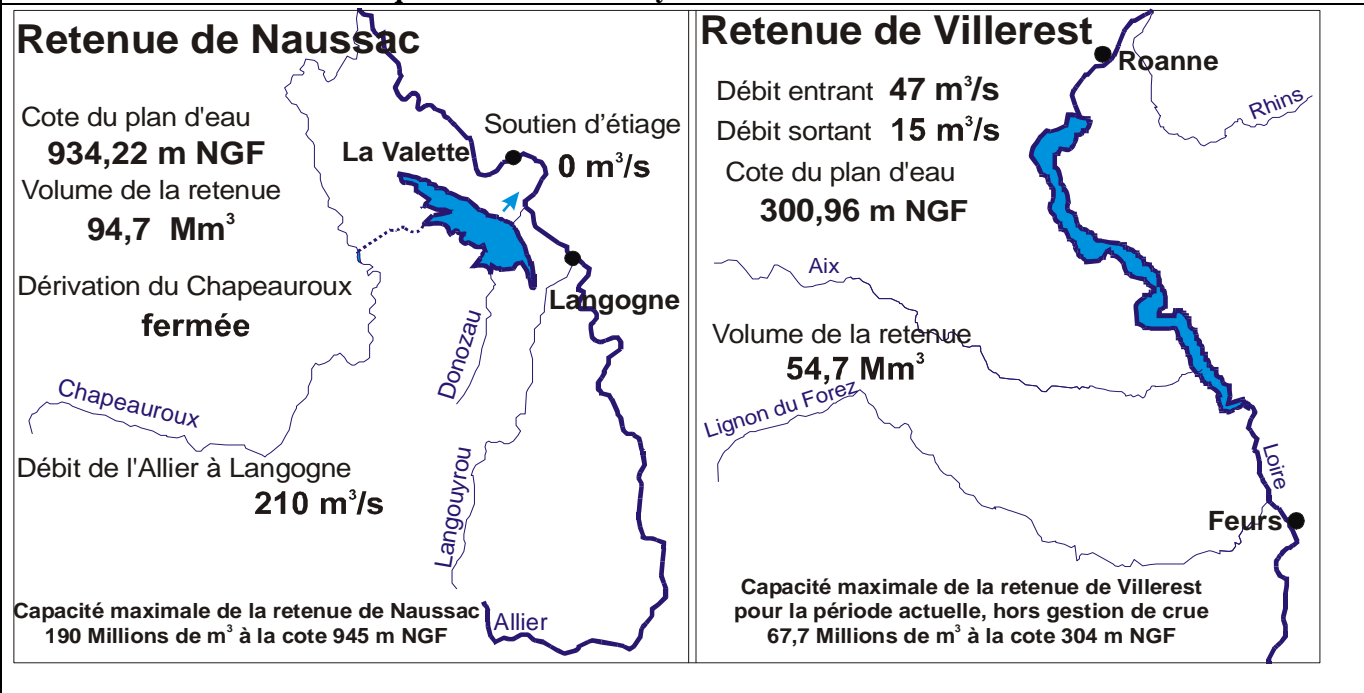 Retenue de Naussac
Cote du plan d'eau
934,22 m NGF
Volume de la retenue
94,7 Mm³
Dérivation du Chapeauroux
fermée
La Valette
Soutien d'étiage
0 m³/s
Langogne
Donozau
Chapeauroux
Langouyrou
Débit de l'Allier à Langogne
210 m³/s
Allier
Capacité maximale de la retenue de Naussac
190 Millions de m³ à la cote 945 m NGF
Retenue de Villerest
Roanne
Débit entrant 47 m³/s
Débit sortant 15 m³/s
Rhins
Cote du plan d'eau
300,96 m NGF
Aix
Volume de la retenue
54,7 Mm³
Lignon du Forez
Loire
Feurs
Capacité maximale de la retenue de Villerest
pour la période actuelle, hors gestion de crue
67,7 Millions de m³ à la cote 304 m NGF